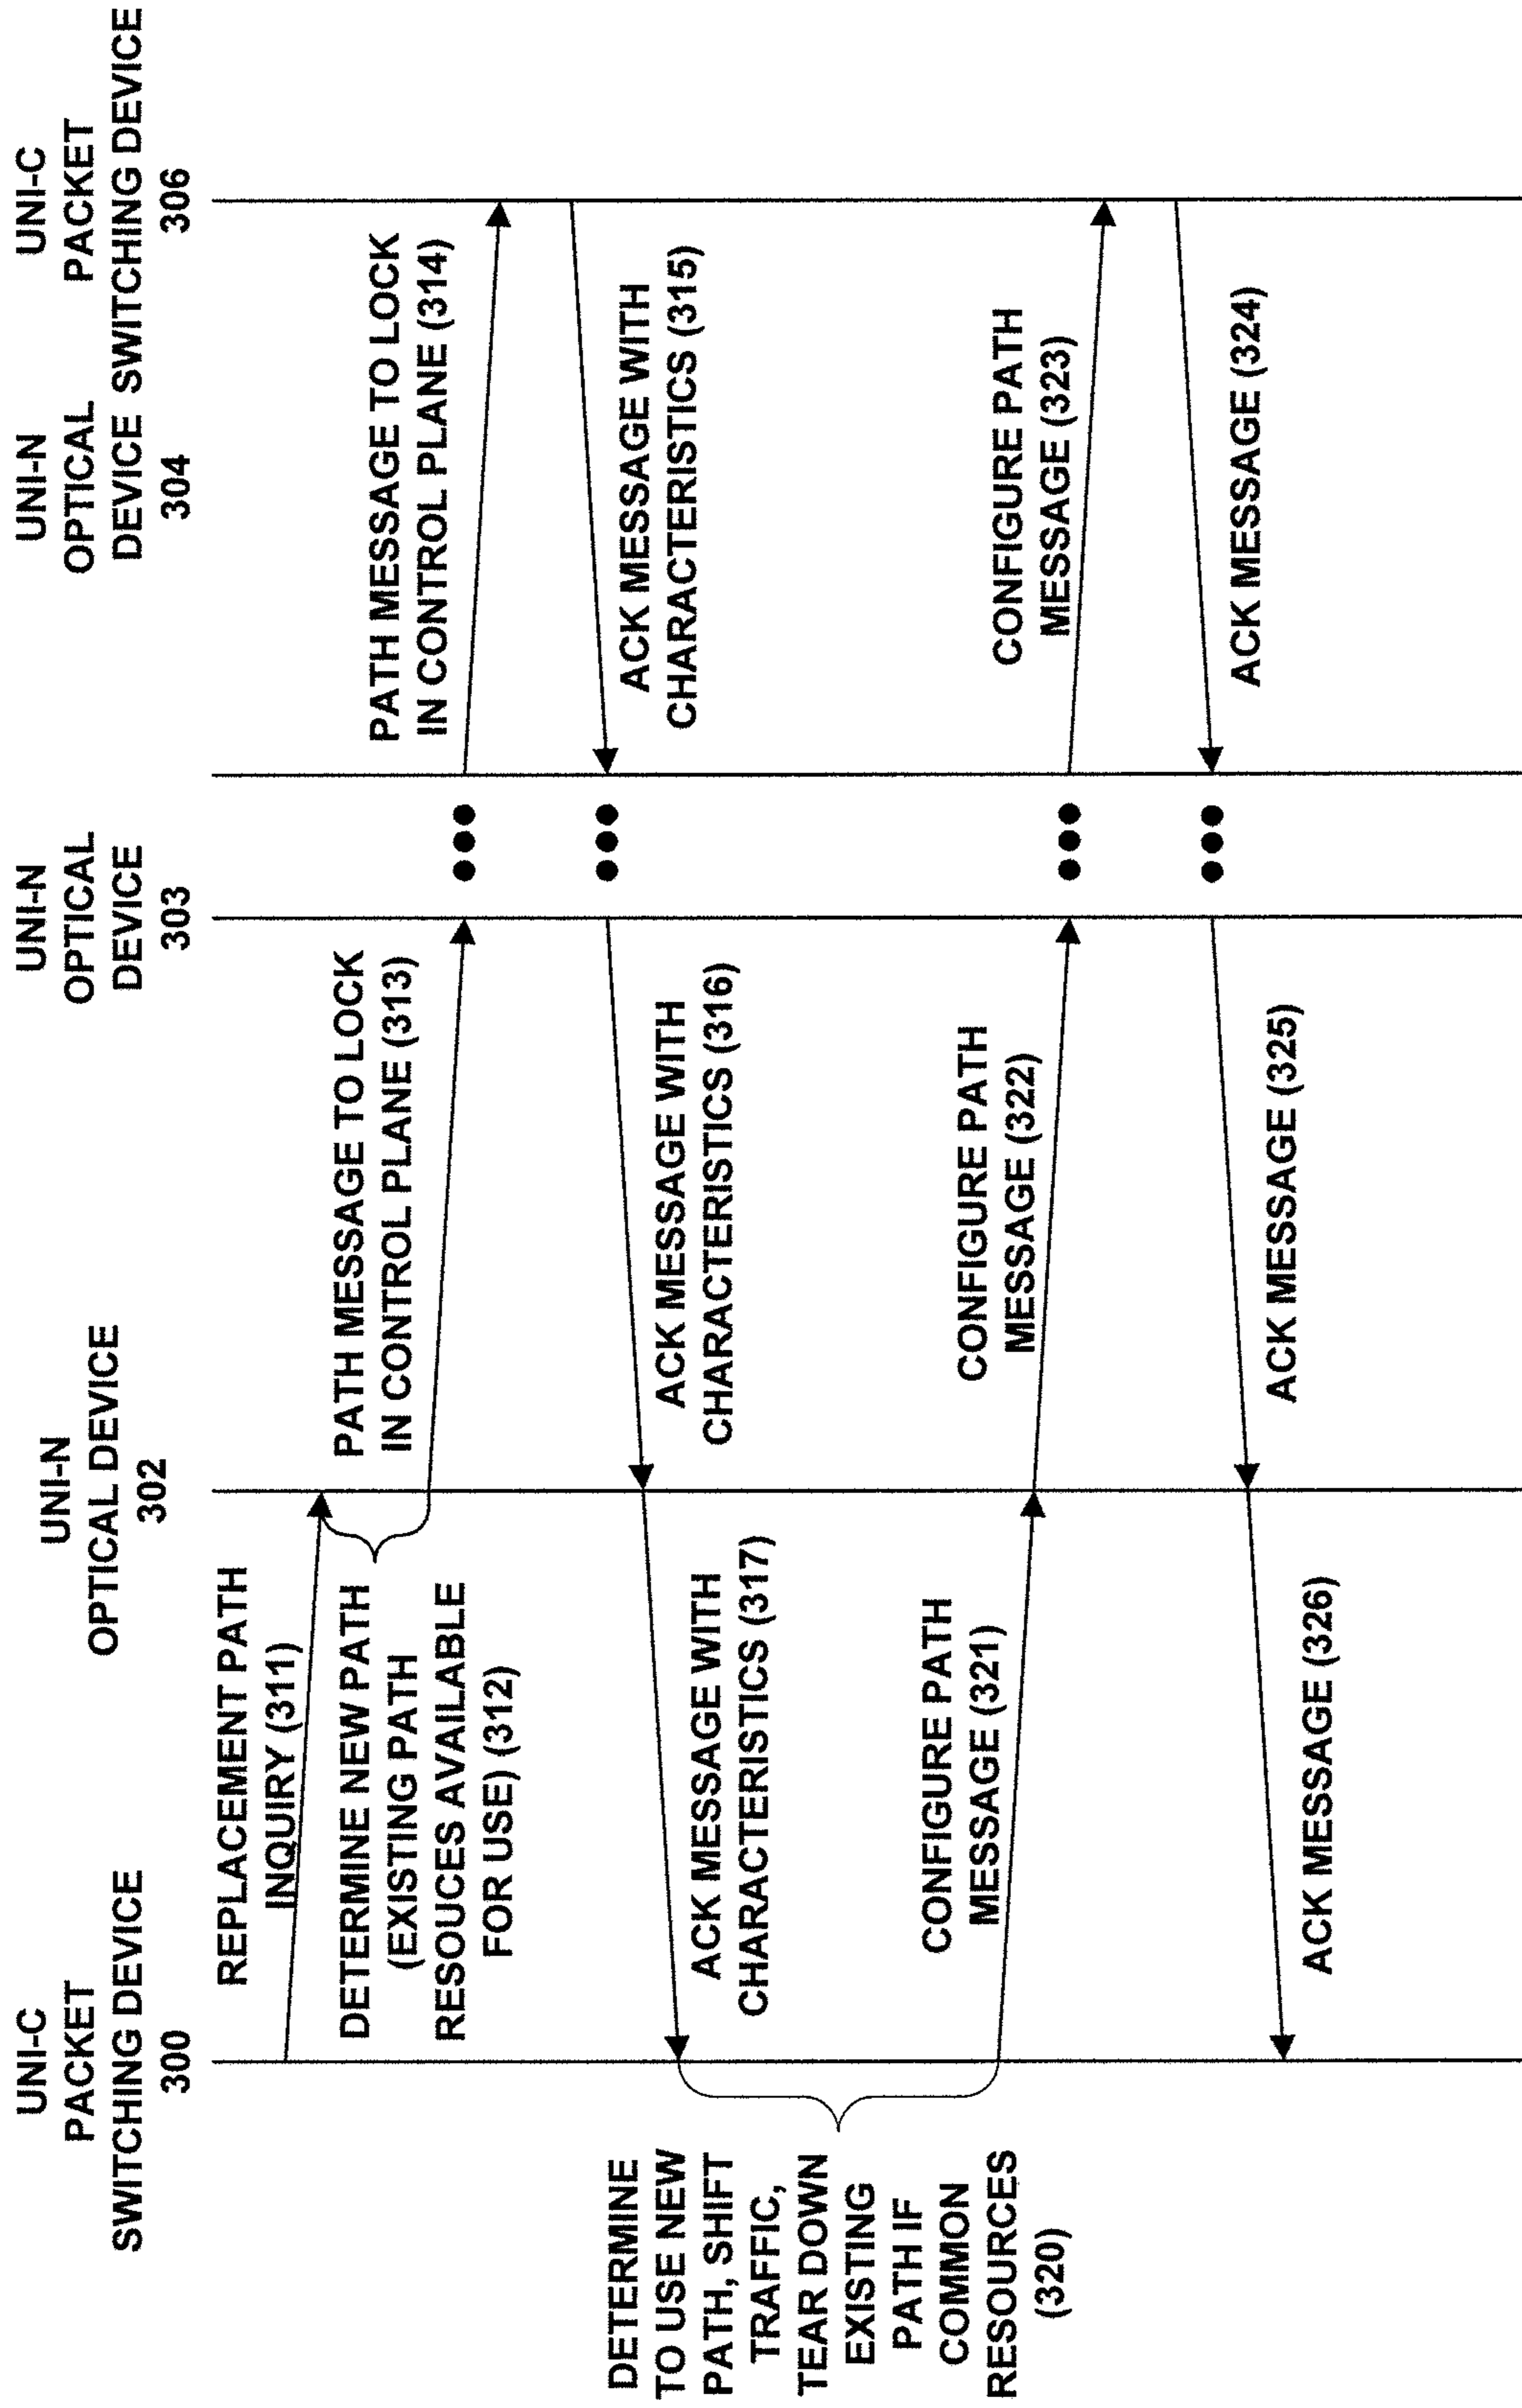 UNI-C
PACKET
SWITCHING DEVICE
300
UNI-N
OPTICAL DEVICE
302
UNI-N
OPTICAL
DEVICE
303
UNI-N
OPTICAL
DEVICE
304
UNI-C
PACKET
SWITCHING DEVICE
306
REPLACEMENT PATH
INQUIRY (311)
DETERMINE NEW PATH
(EXISTING PATH
RESOUCES AVAILABLE
FOR USE) (312)
PATH MESSAGE TO LOCK
IN CONTROL PLANE (313)
PATH MESSAGE TO LOCK
IN CONTROL PLANE (314)
ACK MESSAGE WITH
CHARACTERISTICS (315)
ACK MESSAGE WITH
CHARACTERISTICS (316)
ACK MESSAGE WITH
CHARACTERISTICS (317)
DETERMINE
TO USE NEW
PATH, SHIFT
TRAFFIC,
TEAR DOWN
EXISTING
PATH IF
COMMON
RESOURCES
(320)
CONFIGURE PATH
MESSAGE (321)
CONFIGURE PATH
MESSAGE (322)
CONFIGURE PATH
MESSAGE (323)
ACK MESSAGE (324)
ACK MESSAGE (325)
ACK MESSAGE (326)